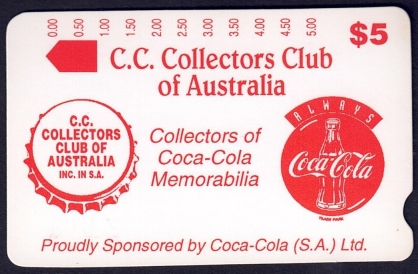 0.00 0.50 1.00 1.50 2.00 2.50 3.00 3.50 4.00 4.50 5.00
$5
C.C. Collectors Club
of Australia
C.C.
COLLECTORS
CLUB OF
AUSTRALIA
INC. IN S.A.
Collectors of
Coca-Cola
Memorabilia
ALWAYS
Coca-Cola
TRADE MARK
Proudly Sponsored by Coca-Cola (S.A.) Ltd.